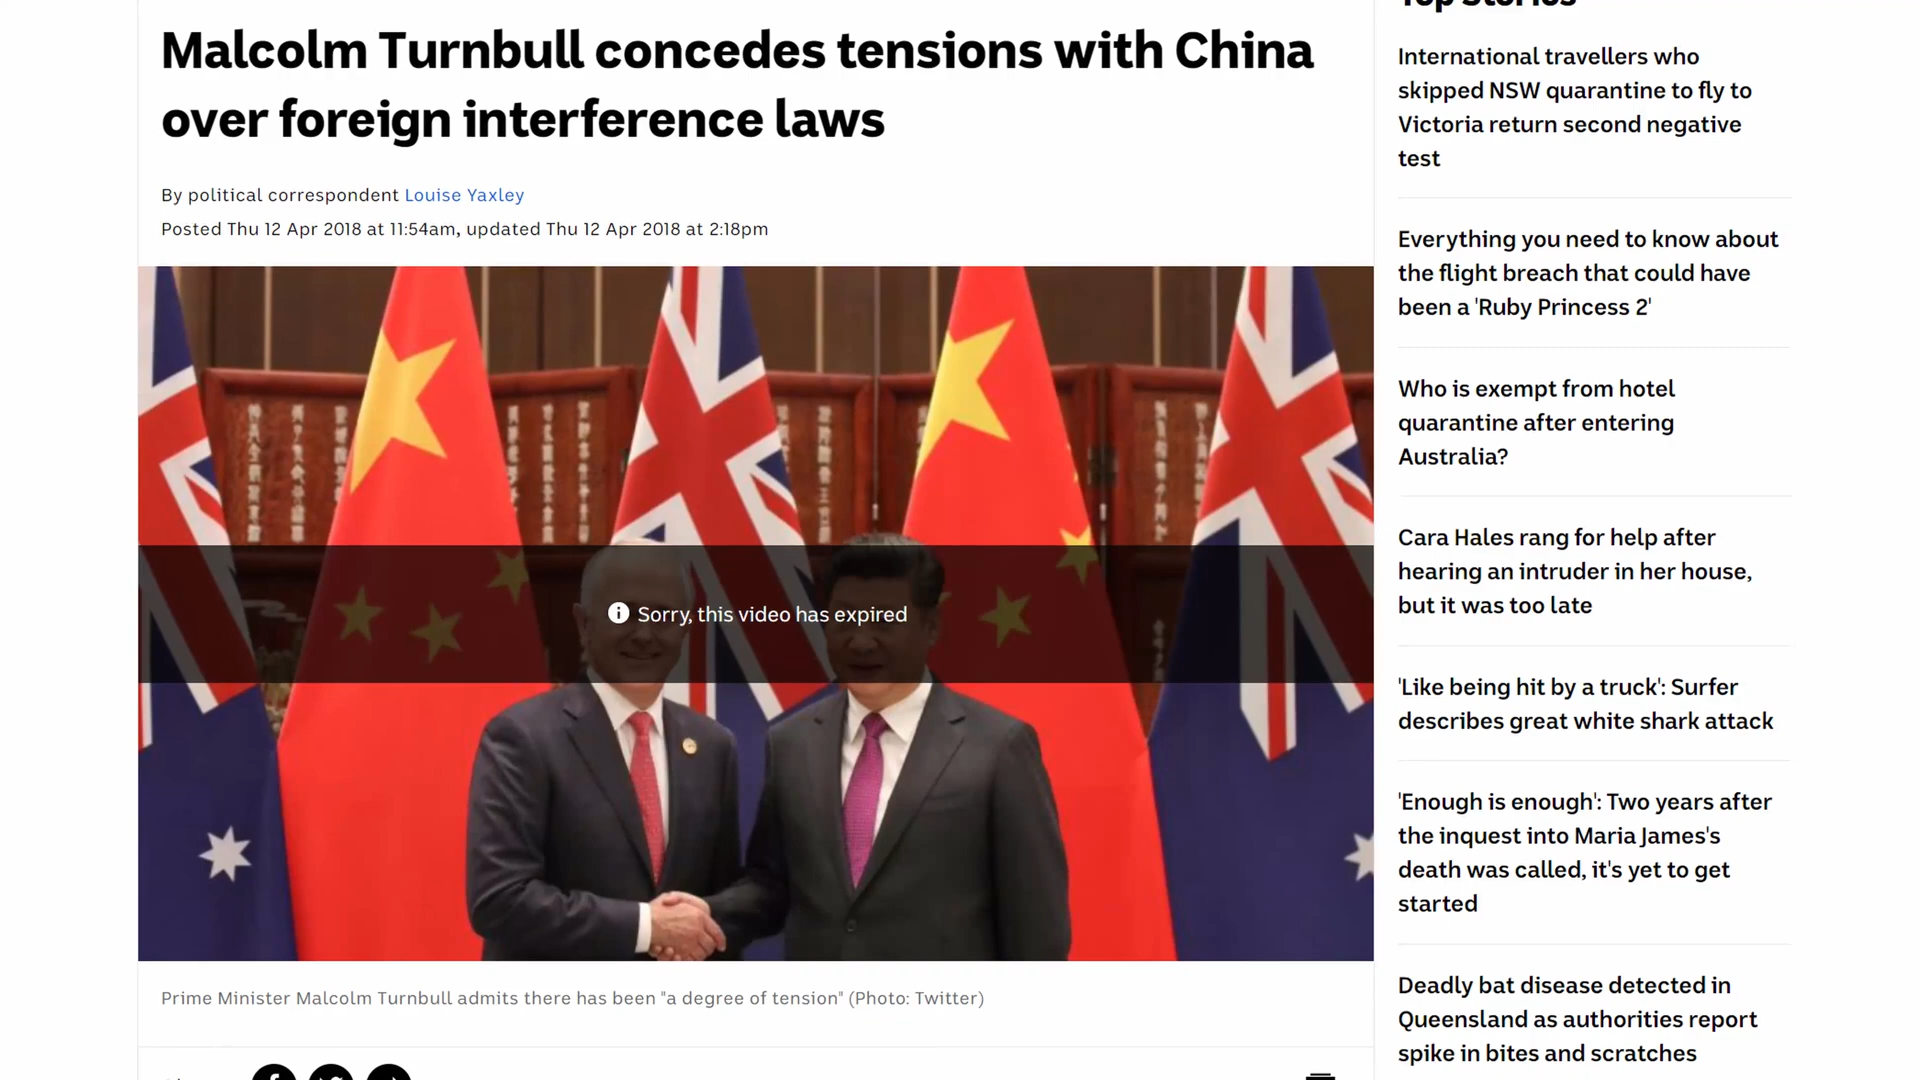 Malcolm Turnbull concedes tensions with China
over foreign interference laws
By political correspondent Louise Yaxley
Posted Thu 12 Apr 2018 at 11:54am, updated Thu 12 Apr 2018 at 2:18pm
Sorry, this video has expired
Prime Minister Malcolm Turnbull admits there has been "a degree of tension" (Photo: Twitter)
Top Stories
International travellers who
skipped NSW quarantine to fly to
Victoria return second negative
test
Everything you need to know about
the flight breach that could have
been a 'Ruby Princess 2'
Who is exempt from hotel
quarantine after entering
Australia?
Cara Hales rang for help after
hearing an intruder in her house,
but it was too late
'Like being hit by a truck': Surfer
describes great white shark attack
'Enough is enough': Two years after
the inquest into Maria James's
death was called, it's yet to get
started
Deadly bat disease detected in
Queensland as authorities report
spike in bites and scratches